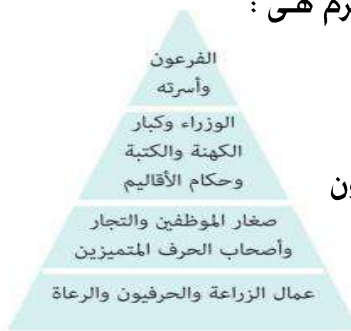 رم هى :
الفرعون
وأسرته
الوزراء وكبار
الكهنة والكتبة
وحكام الأقاليم
ون
صغار الموظفين والتجار
وأصحاب الحرف المتميزين
عمال الزراعة والحرفيون والرعاة